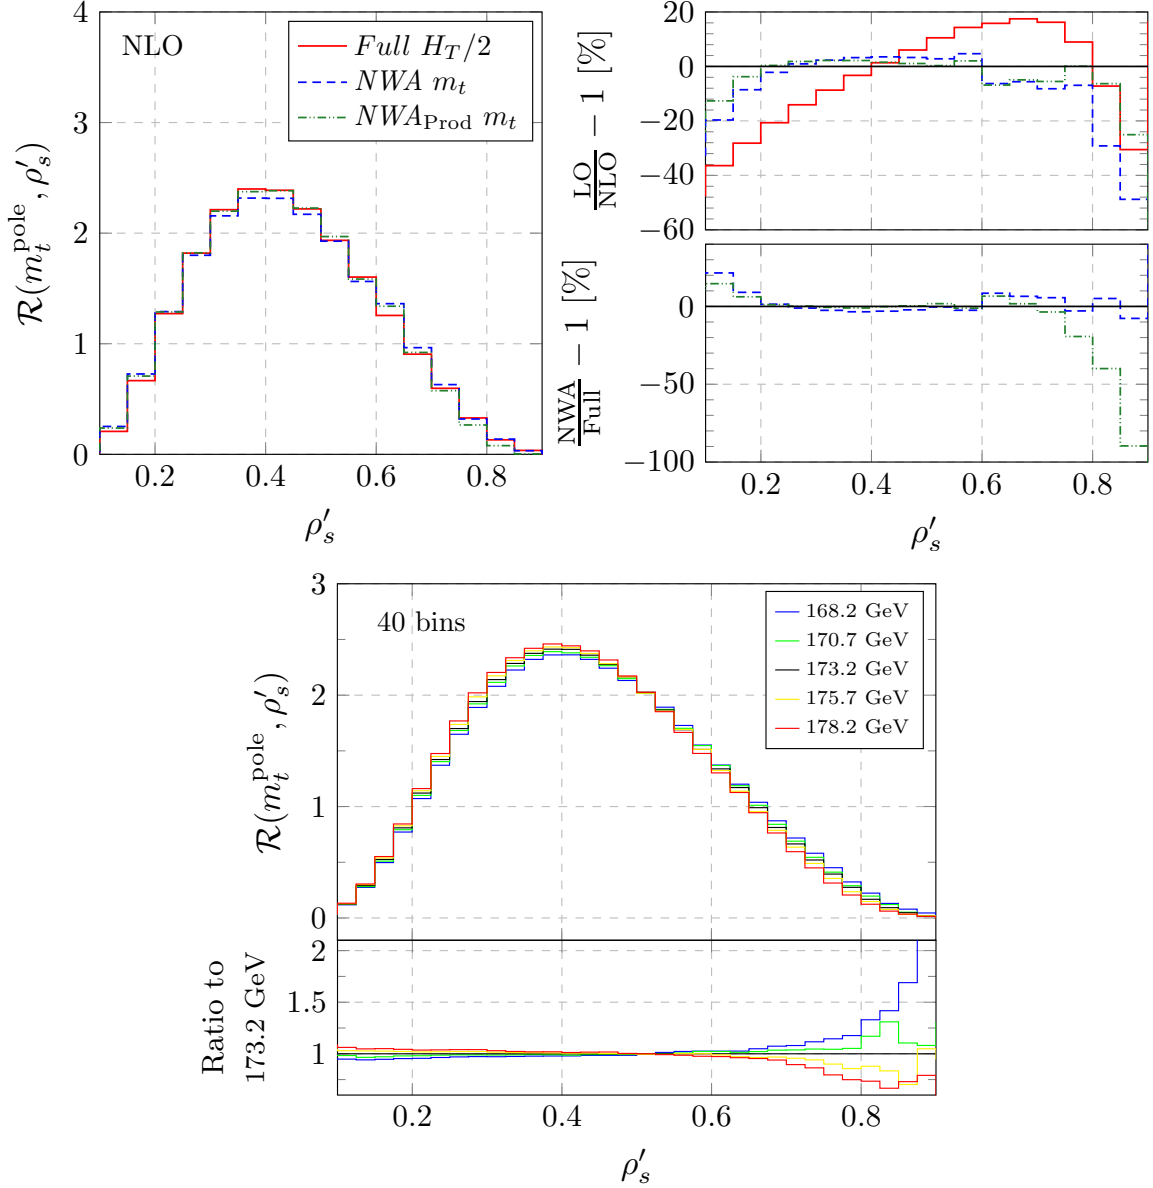 NLO
Full H_T/2
NWA m_t
NWA_Prod m_t
4
3
2
1
0
0.2 0.4 0.6 0.8
R(m_t^pole, ρ′_s)
ρ′_s
20
0
−20
−40
−60
LO/NLO − 1 [%]
0
−50
−100
NWA/Full − 1 [%]
0.2 0.4 0.6 0.8
ρ′_s
40 bins
168.2 GeV
170.7 GeV
173.2 GeV
175.7 GeV
178.2 GeV
3
2
1
0
R(m_t^pole, ρ′_s)
2
1.5
1
Ratio to
173.2 GeV
0.2 0.4 0.6 0.8
ρ′_s